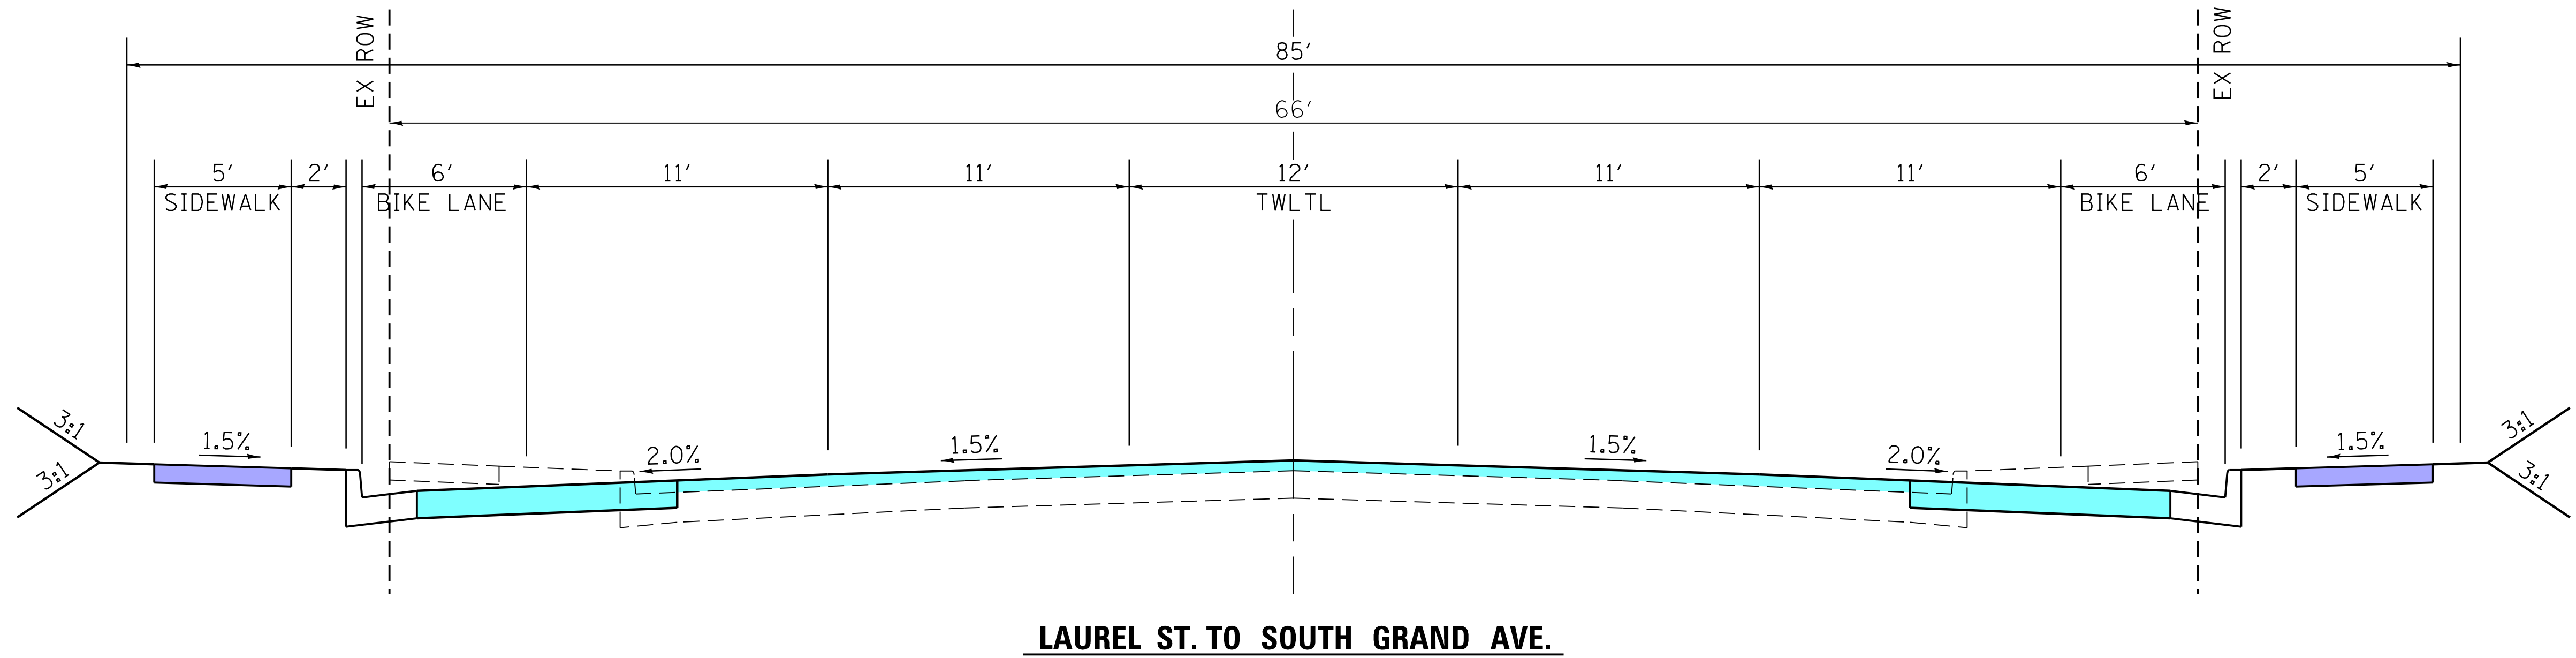 EX ROW
EX ROW
85'
66'
5' 2' 6' 11' 11' 12' 11' 11' 6' 2' 5'
SIDEWALK BIKE LANE TWLTL BIKE LANE SIDEWALK
3:1 1.5% 2.0% 1.5% 1.5% 2.0% 1.5% 3:1
3:1 3:1
LAUREL ST. TO SOUTH GRAND AVE.